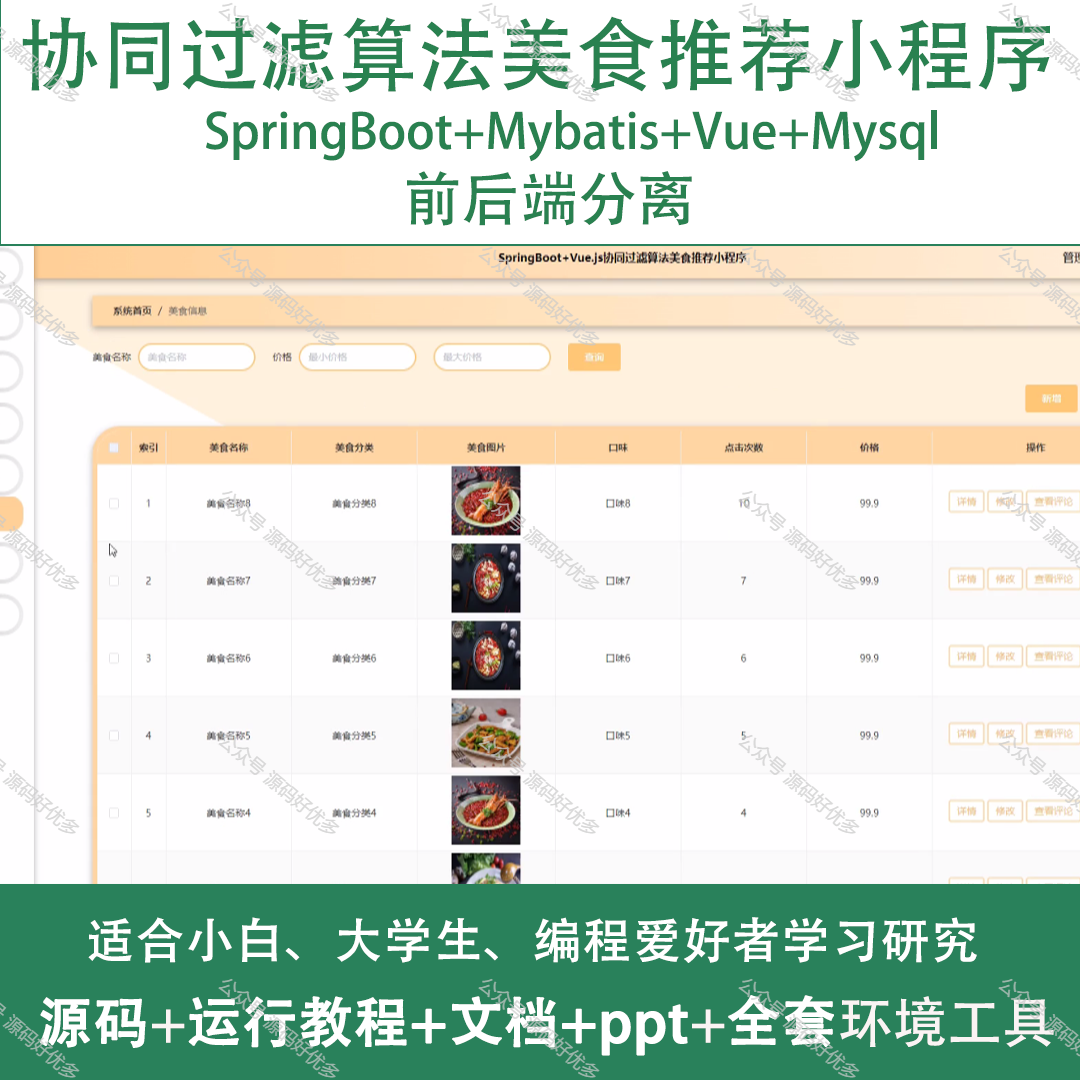 协同过滤算法美食推荐小程序
SpringBoot+Mybatis+Vue+Mysql
前后端分离
SpringBoot+Vue.js协同过滤算法美食推荐小程序
系统首页 / 美食信息
美食名称 美食名称 价格 最小价格 最大价格 查询
新增
索引 美食名称 美食分类 美食图片 口味 点击次数 价格 操作
1 美食名称8 美食分类8 口味8 10 99.9 详情 修改 查看评论
2 美食名称7 美食分类7 口味7 7 99.9 详情 修改 查看评论
3 美食名称6 美食分类6 口味6 6 99.9 详情 修改 查看评论
4 美食名称5 美食分类5 口味5 5 99.9 详情 修改 查看评论
5 美食名称4 美食分类4 口味4 4 99.9 详情 修改 查看评论
适合小白、大学生、编程爱好者学习研究
源码+运行教程+文档+ppt+全套环境工具
公众号 源码好优多